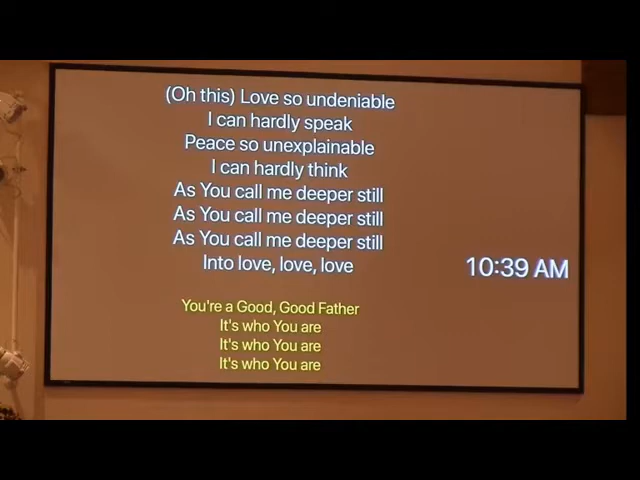 (Oh this) Love so undeniable
I can hardly speak
Peace so unexplainable
I can hardly think
As You call me deeper still
As You call me deeper still
As You call me deeper still
Into love, love, love
10:39 AM
You're a Good, Good Father
It's who You are
It's who You are
It's who You are